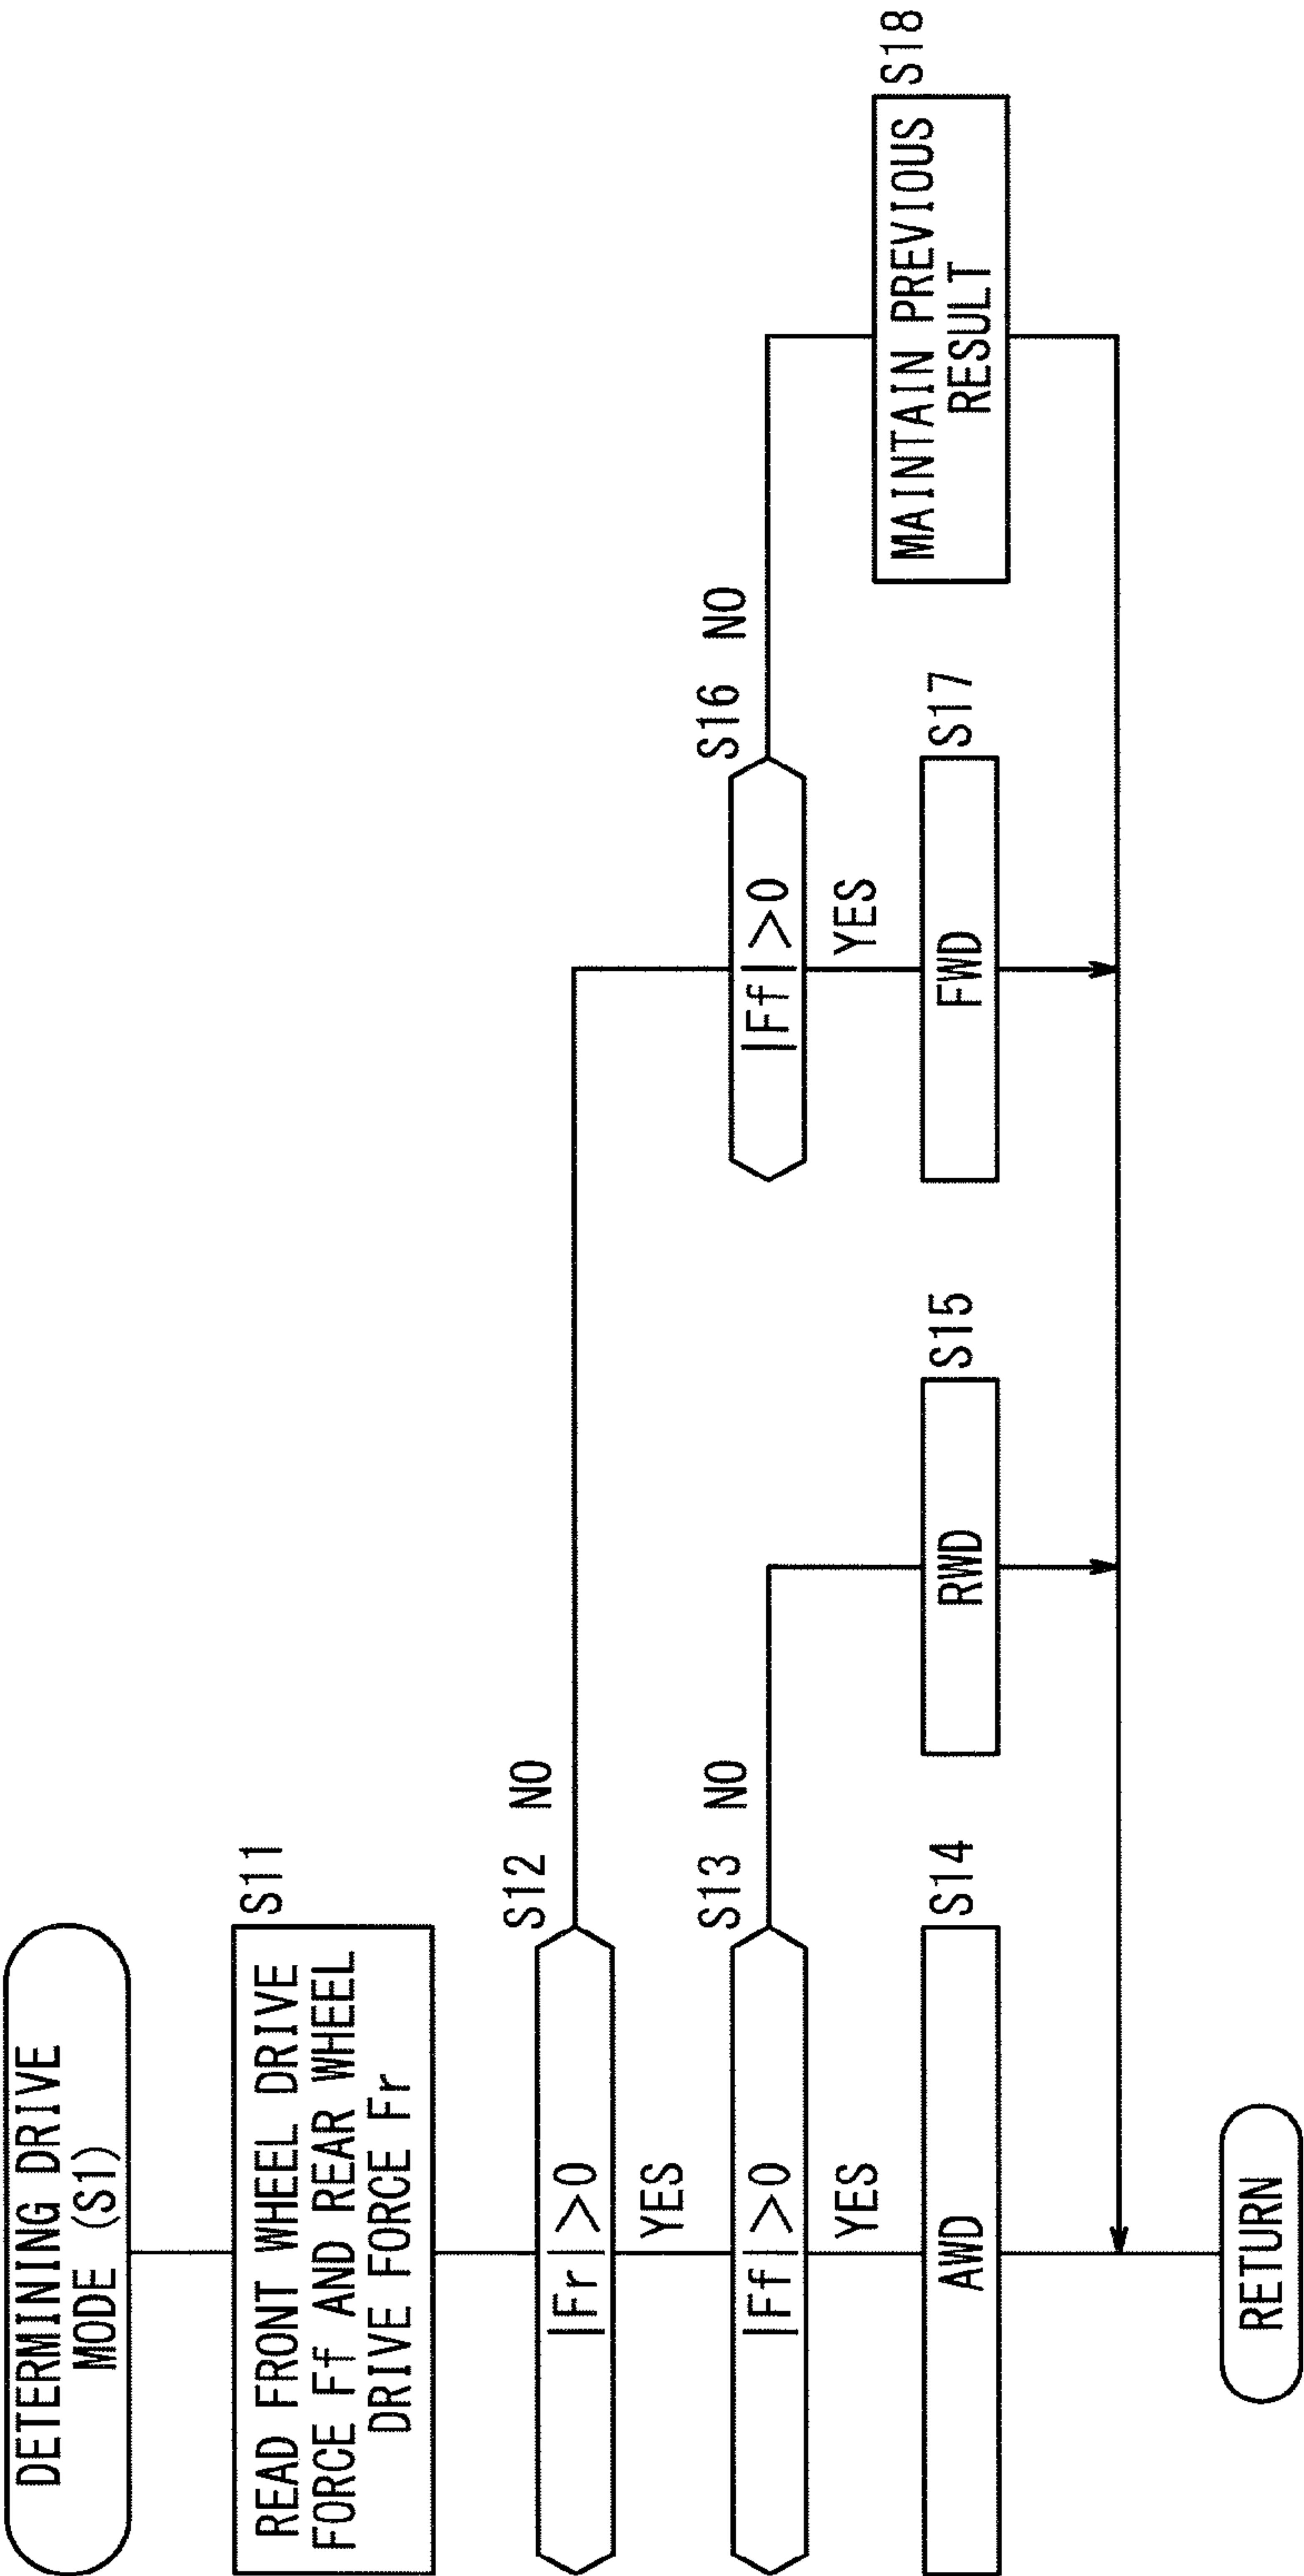 DETERMINING DRIVE
MODE (S1)
S11
READ FRONT WHEEL DRIVE
FORCE Ff AND REAR WHEEL
DRIVE FORCE Fr
S12 NO
|Fr|>0
YES
S13 NO
|Ff|>0
YES
S16 NO
|Ff|>0
YES
S14
AWD
S15
RWD
S17
FWD
S18
MAINTAIN PREVIOUS
RESULT
RETURN